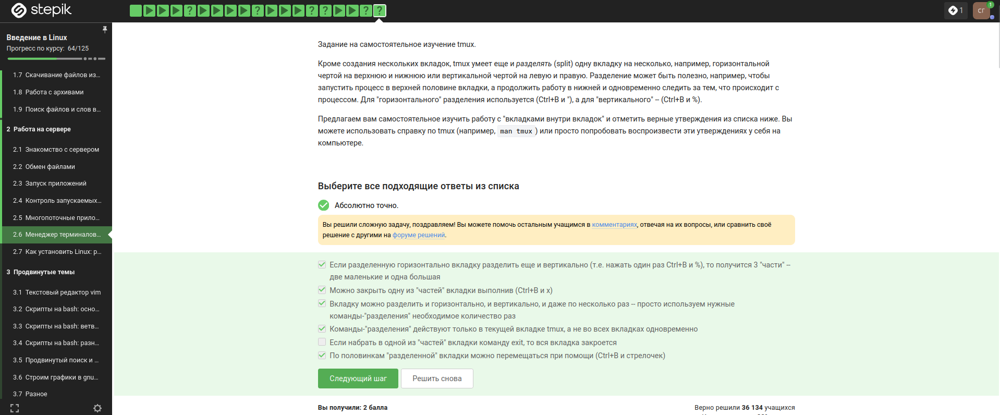 stepik
? ? ? ? ? ?
1
СГ
1
Введение в Linux
Прогресс по курсу: 64/125
1.7 Скачивание файлов из...
1.8 Работа с архивами
1.9 Поиск файлов и слов в...
2 Работа на сервере
2.1 Знакомство с сервером
2.2 Обмен файлами
2.3 Запуск приложений
2.4 Контроль запускаемых...
2.5 Многопоточные прило...
2.6 Менеджер терминалов...
2.7 Как установить Linux: р...
3 Продвинутые темы
3.1 Текстовый редактор vim
3.2 Скрипты на bash: осно...
3.3 Скрипты на bash: ветв...
3.4 Скрипты на bash: разн...
3.5 Продвинутый поиск и ...
3.6 Строим графики в gnu...
3.7 Разное
Задание на самостоятельное изучение tmux.
Кроме создания нескольких вкладок, tmux умеет еще и разделять (split) одну вкладку на несколько, например, горизонтальной
чертой на верхнюю и нижнюю или вертикальной чертой на левую и правую. Разделение может быть полезно, например, чтобы
запустить процесс в верхней половине вкладки, а продолжить работу в нижней и одновременно следить за тем, что происходит с
процессом. Для "горизонтального" разделения используется (Ctrl+B и "), а для "вертикального" -- (Ctrl+B и %).
Предлагаем вам самостоятельное изучить работу с "вкладками внутри вкладок" и отметить верные утверждения из списка ниже. Вы
можете использовать справку по tmux (например, man tmux ) или просто попробовать воспроизвести эти утверждениях у себя на
компьютере.
Выберите все подходящие ответы из списка
Абсолютно точно.
Вы решили сложную задачу, поздравляем! Вы можете помочь остальным учащимся в комментариях, отвечая на их вопросы, или сравнить своё
решение с другими на форуме решений.
Если разделенную горизонтально вкладку разделить еще и вертикально (т.е. нажать один раз Ctrl+B и %), то получится 3 "части" --
две маленькие и одна большая
Можно закрыть одну из "частей" вкладки выполнив (Ctrl+B и x)
Вкладку можно разделить и горизонтально, и вертикально, и даже по несколько раз -- просто используем нужные
команды-"разделения" необходимое количество раз
Команды-"разделения" действуют только в текущей вкладке tmux, а не во всех вкладках одновременно
Если набрать в одной из "частей" вкладки команду exit, то вся вкладка закроется
По половинкам "разделенной" вкладки можно перемещаться при помощи (Ctrl+B и стрелочек)
Следующий шаг Решить снова
Вы получили: 2 балла
Верно решили 36 134 учащихся